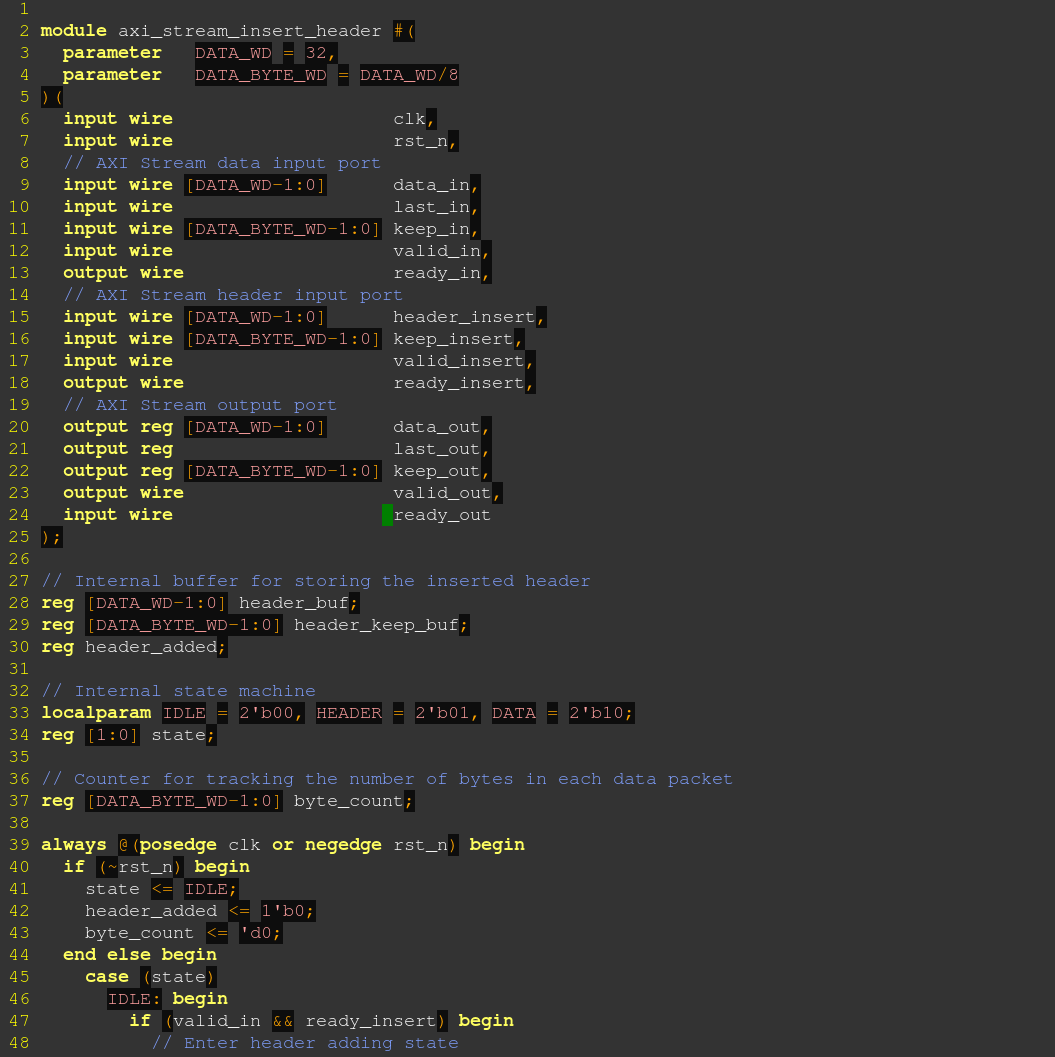 1
2 module axi_stream_insert_header #(
3   parameter   DATA_WD = 32,
4   parameter   DATA_BYTE_WD = DATA_WD/8
5 )(
6   input wire                    clk,
7   input wire                    rst_n,
8   // AXI Stream data input port
9   input wire [DATA_WD-1:0]      data_in,
10   input wire                    last_in,
11   input wire [DATA_BYTE_WD-1:0] keep_in,
12   input wire                    valid_in,
13   output wire                   ready_in,
14   // AXI Stream header input port
15   input wire [DATA_WD-1:0]      header_insert,
16   input wire [DATA_BYTE_WD-1:0] keep_insert,
17   input wire                    valid_insert,
18   output wire                   ready_insert,
19   // AXI Stream output port
20   output reg [DATA_WD-1:0]      data_out,
21   output reg                    last_out,
22   output reg [DATA_BYTE_WD-1:0] keep_out,
23   output wire                   valid_out,
24   input wire                    ready_out
25 );
26
27 // Internal buffer for storing the inserted header
28 reg [DATA_WD-1:0] header_buf;
29 reg [DATA_BYTE_WD-1:0] header_keep_buf;
30 reg header_added;
31
32 // Internal state machine
33 localparam IDLE = 2'b00, HEADER = 2'b01, DATA = 2'b10;
34 reg [1:0] state;
35
36 // Counter for tracking the number of bytes in each data packet
37 reg [DATA_BYTE_WD-1:0] byte_count;
38
39 always @(posedge clk or negedge rst_n) begin
40   if (~rst_n) begin
41     state <= IDLE;
42     header_added <= 1'b0;
43     byte_count <= 'd0;
44   end else begin
45     case (state)
46       IDLE: begin
47         if (valid_in && ready_insert) begin
48           // Enter header adding state